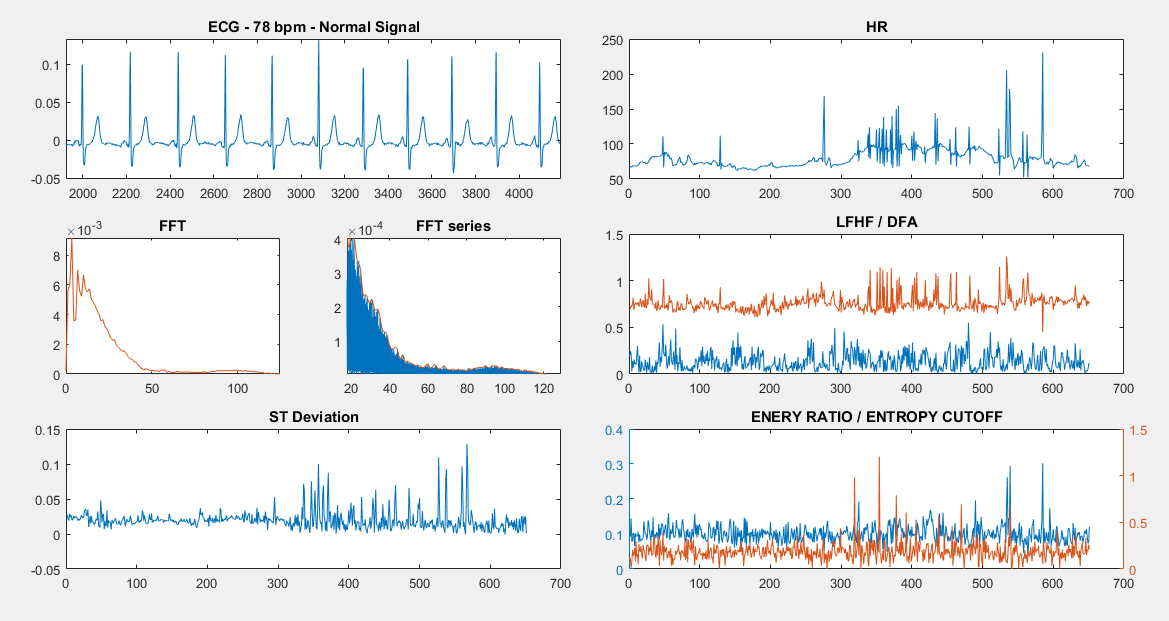 ECG - 78 bpm - Normal Signal
0.1
0.05
0
-0.05
2000 2200 2400 2600 2800 3000 3200 3400 3600 3800 4000
HR
250
200
150
100
50
0 100 200 300 400 500 600 700
FFT
× 10^-3
8
6
4
2
0
0 50 100
FFT series
× 10^-4
4
3
2
1
20 40 60 80 100 120
LFHF / DFA
1.5
1
0.5
0
0 100 200 300 400 500 600 700
ST Deviation
0.15
0.1
0.05
0
-0.05
0 100 200 300 400 500 600 700
ENERY RATIO / ENTROPY CUTOFF
0.4 1.5
0.3
1
0.2
0.5
0.1
0 0
0 100 200 300 400 500 600 700